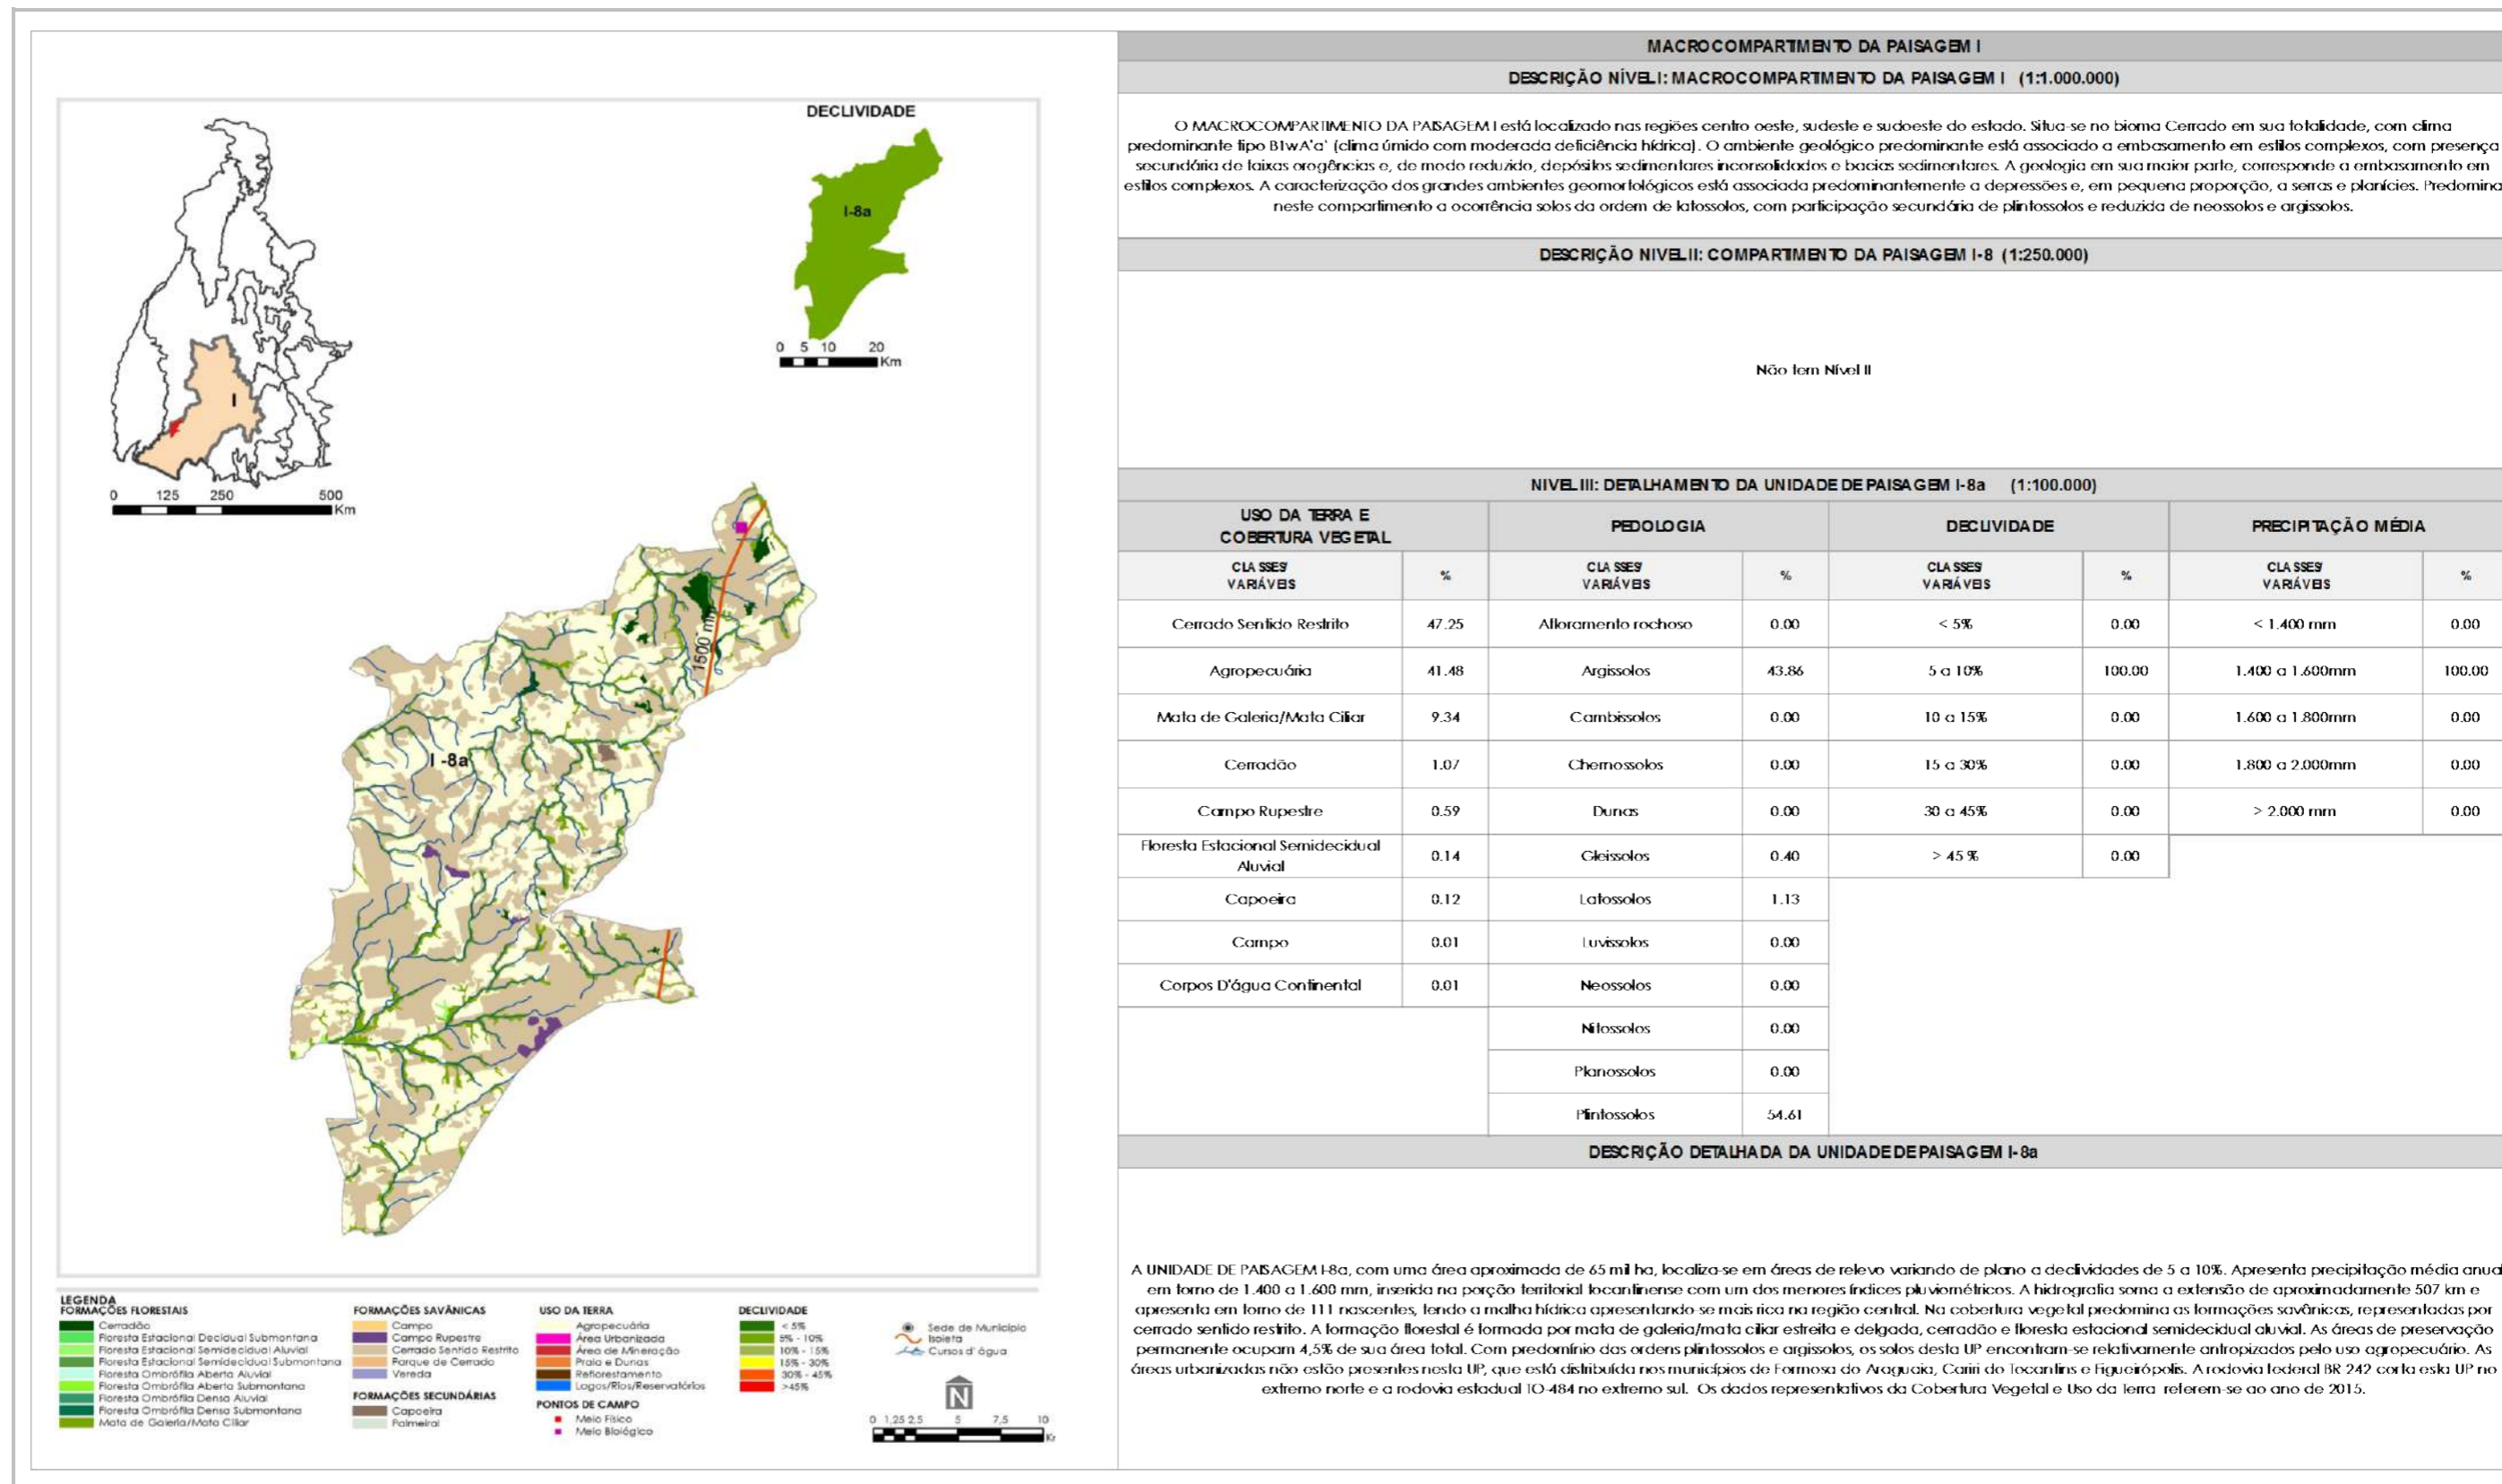 DECLIVIDADE
I-8a
0 5 10 20
Km
I
0 125 250 500
Km
1500 mm
I -8a
LEGENDA
FORMAÇÕES FLORESTAIS
Cerradão
Floresta Estacional Decidual Submontana
Floresta Estacional Semidecidual Aluvial
Floresta Estacional Semidecidual Submontana
Floresta Ombrófila Aberta Aluvial
Floresta Ombrófila Aberta Submontana
Floresta Ombrófila Densa Aluvial
Floresta Ombrófila Densa Submontana
Mata de Galeria/Mata Ciliar
FORMAÇÕES SAVÂNICAS
Campo
Campo Rupestre
Cerrado Sentido Restrito
Parque de Cerrado
Vereda
FORMAÇÕES SECUNDÁRIAS
Capoeira
Palmeiral
USO DA TERRA
Agropecuária
Área Urbanizada
Área de Mineração
Praia e Dunas
Reflorestamento
Lagos/Rios/Reservatórios
PONTOS DE CAMPO
Meio Físico
Meio Biológico
DECLIVIDADE
< 5%
5% - 10%
10% - 15%
15% - 30%
30% - 45%
>45%
Sede de Município
Isoieta
Cursos d' água
N
0 1,25 2,5 5 7,5 10
MACROCOMPARTIMENTO DA PAISAGEM I
DESCRIÇÃO NÍVEL I: MACROCOMPARTIMENTO DA PAISAGEM I (1:1.000.000)
O MACROCOMPARTIMENTO DA PAISAGEM I está localizado nas regiões centro oeste, sudeste e sudoeste do estado. Situa-se no bioma Cerrado em sua totalidade, com clima
predominante tipo B1wA'a' (clima úmido com moderada deficiência hídrica). O ambiente geológico predominante está associado a embasamento em estilos complexos, com presença
secundária de faixas orogências e, de modo reduzido, depósitos sedimentares inconsolidados e bacias sedimentares. A geologia em sua maior parte, corresponde a embasamento em
estilos complexos. A caracterização dos grandes ambientes geomorfológicos está associada predominantemente a depressões e, em pequena proporção, a serras e planícies. Predomina
neste compartimento a ocorrência solos da ordem de latossolos, com participação secundária de plintossolos e reduzida de neossolos e argissolos.
DESCRIÇÃO NIVEL II: COMPARTIMENTO DA PAISAGEM I-8 (1:250.000)
Não tem Nível II
NIVEL III: DETALHAMENTO DA UNIDADE DE PAISAGEM I-8a (1:100.000)
USO DA TERRA E COBERTURA VEGETAL PEDOLOGIA DECLIVIDADE PRECIPITAÇÃO MÉDIA
CLASSES/ VARIÁVEIS % CLASSES/ VARIÁVEIS % CLASSES/ VARIÁVEIS % CLASSES/ VARIÁVEIS %
Cerrado Sentido Restrito 47.25 Afloramento rochoso 0.00 < 5% 0.00 < 1.400 mm 0.00
Agropecuária 41.48 Argissolos 43.86 5 a 10% 100.00 1.400 a 1.600mm 100.00
Mata de Galeria/Mata Ciliar 9.34 Cambissolos 0.00 10 a 15% 0.00 1.600 a 1.800mm 0.00
Cerradão 1.07 Chernossolos 0.00 15 a 30% 0.00 1.800 a 2.000mm 0.00
Campo Rupestre 0.59 Dunas 0.00 30 a 45% 0.00 > 2.000 mm 0.00
Floresta Estacional Semidecidual Aluvial 0.14 Gleissolos 0.40 > 45 % 0.00
Capoeira 0.12 Latossolos 1.13
Campo 0.01 Luvissolos 0.00
Corpos D'água Continental 0.01 Neossolos 0.00
Nitossolos 0.00
Planossolos 0.00
Plintossolos 54.61
DESCRIÇÃO DETALHADA DA UNIDADE DE PAISAGEM I-8a
A UNIDADE DE PAISAGEM I-8a, com uma área aproximada de 65 mil ha, localiza-se em áreas de relevo variando de plano a declividades de 5 a 10%. Apresenta precipitação média anual
em torno de 1.400 a 1.600 mm, inserida na porção territorial tocantinense com um dos menores índices pluviométricos. A hidrografia soma a extensão de aproximadamente 507 km e
apresenta em torno de 111 nascentes, tendo a malha hídrica apresentando-se mais rica na região central. Na cobertura vegetal predomina as formações savânicas, representadas por
cerrado sentido restrito. A formação florestal é formada por mata de galeria/mata ciliar estreita e delgada, cerradão e floresta estacional semidecidual aluvial. As áreas de preservação
permanente ocupam 4,5% de sua área total. Com predomínio das ordens plintossolos e argissolos, os solos desta UP encontram-se relativamente antropizados pelo uso agropecuário. As
áreas urbanizadas não estão presentes nesta UP, que está distribuída nos municípios de Formoso do Araguaia, Cariri do Tocantins e Figueirópolis. A rodovia federal BR 242 corta esta UP no
extremo norte e a rodovia estadual TO-484 no extremo sul. Os dados representativos da Cobertura Vegetal e Uso da Terra referem-se ao ano de 2015.